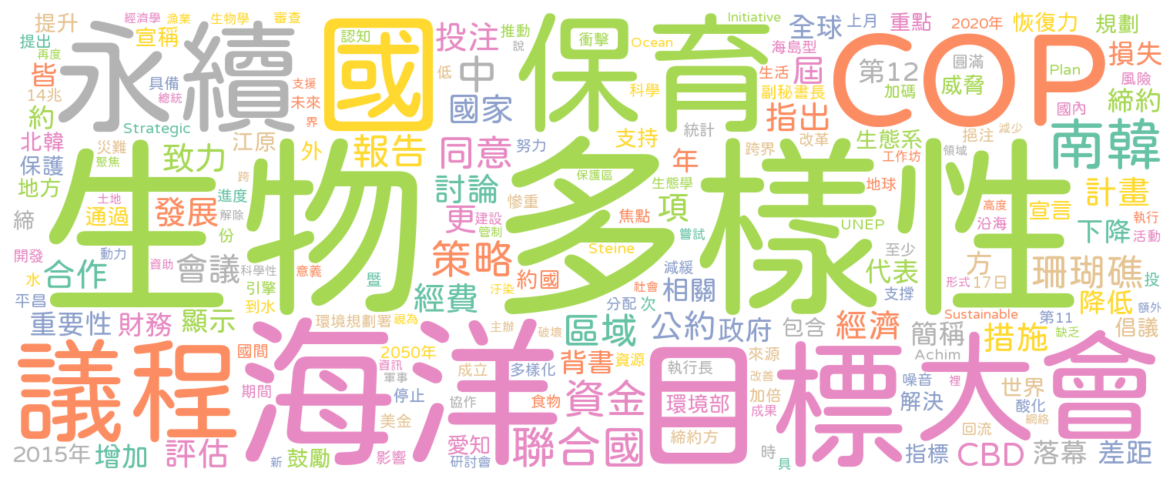 經濟學 漁業 生物學 審查
提升 宣稱
提出
再度
認知
推動
說
投注
低
中
國
永續
皆
具備
總統
支援
未來
界
14兆
約
Strategic
國家
保育
衝擊
Initiative
Ocean
科學
全球
上月
海島型
生活
副秘書長
屆
指出
重點
第12
加碼
2020年
圓滿
威脅
恢復力
規劃
Plan
國內
損失
風險
締約
COP
北韓
保護
地方
災難
聚焦
致力
江原
跨
外
報告
同意
努力
討論
年
更
建設
管制
項
支持
統計
跨界
改革
保護區
生態學
慘重
焦點
生態系
挹注
減少
工作坊
領域
地球
UNEP
嘗試
高度
沿海
宣言
南韓
計畫
執行
活動
下降
締
土地
通過
發展
進度
解除
份
開發
水
動力
合作
資助
會議
科學性
引擎
意義
到水
暨
平昌
策略
經費
約國
汙染
Steine
減緩
社會
分配
次
相關
代表
至少
支撐
方
形式
17日
珊瑚礁
投
降低
額外
生物多樣性
重要性
財務
顯示
環境規劃署
視為
主辦
破壞
區域
公約
政府
包含
經濟
簡稱
Achim
Sustainable
措施
第11
缺乏
倡議
議程
國間
期間
2050年
資訊
軍事
成立
停止
協作
多樣化
背書
資源
食物
執行長
資金
環境部
締約方
來源
改善
加倍
成果
時
具
噪音
解決
裡
世界
酸化
網絡
回流
海洋
目標
大會
2015年
增加
評估
新
鼓勵
美金
影響
愛知
研討會
聯合國
指標
CBD
落幕
差距